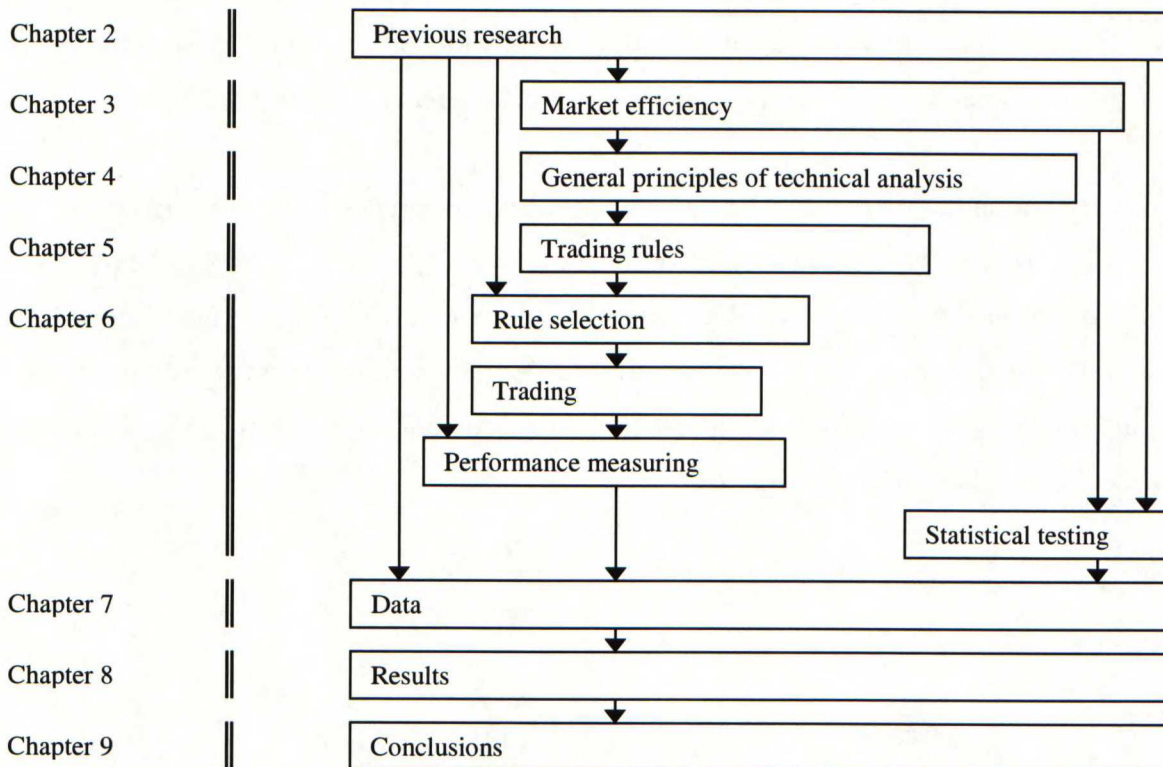 Chapter 2
Previous research
Chapter 3
Market efficiency
Chapter 4
General principles of technical analysis
Chapter 5
Trading rules
Chapter 6
Rule selection
Trading
Performance measuring
Statistical testing
Chapter 7
Data
Chapter 8
Results
Chapter 9
Conclusions